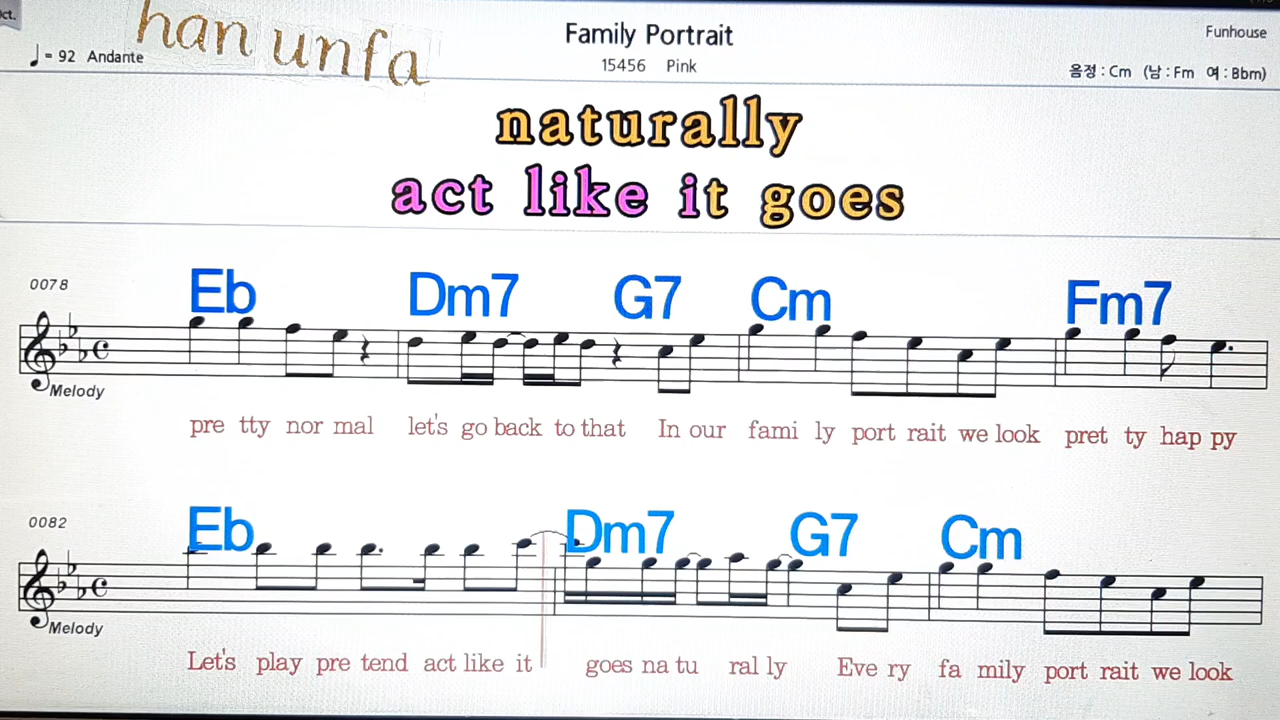 ct.
han unfa
Family Portrait
Funhouse
♩ = 92 Andante
15456 Pink
음정 : Cm (남 : Fm 여 : Bbm)
naturally
act like it goes
0078
Eb Dm7 G7 Cm Fm7
Melody
pre tty nor mal let's go back to that In our fami ly port rait we look pret ty hap py
0082
Eb Dm7 G7 Cm
Melody
Let's play pre tend act like it goes na tu ral ly Eve ry fa mily port rait we look